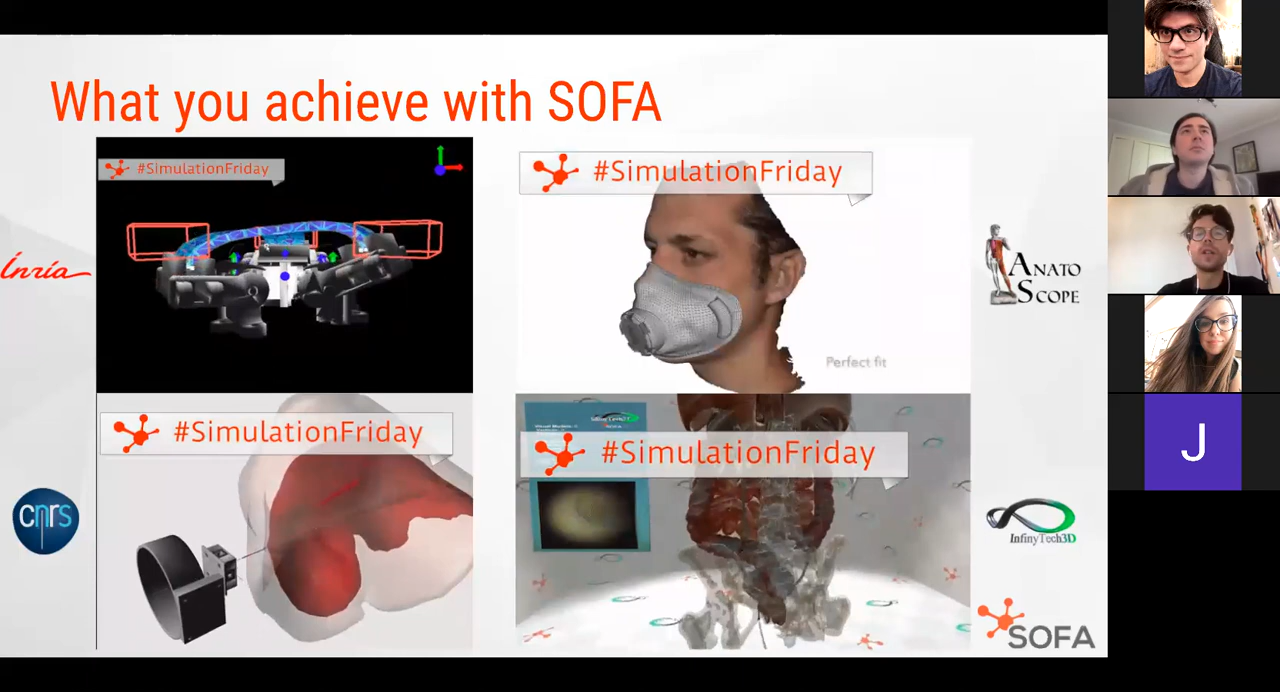 What you achieve with SOFA
#SimulationFriday
#SimulationFriday
Inria
ANATO
SCOPE
Perfect fit
#SimulationFriday
#SimulationFriday
cnrs
InfinyTech3D
SOFA
J